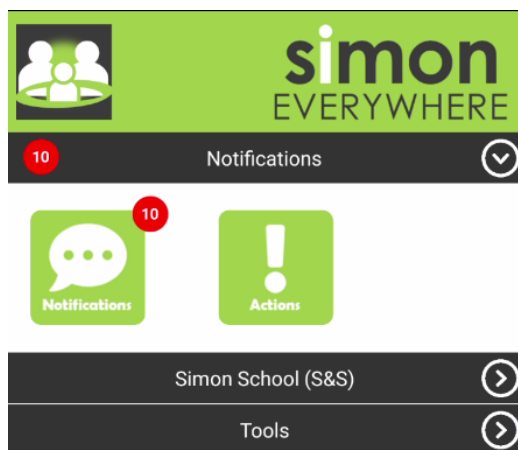 simon
EVERYWHERE
10 Notifications
10
Notifications Actions
Simon School (S&S)
Tools